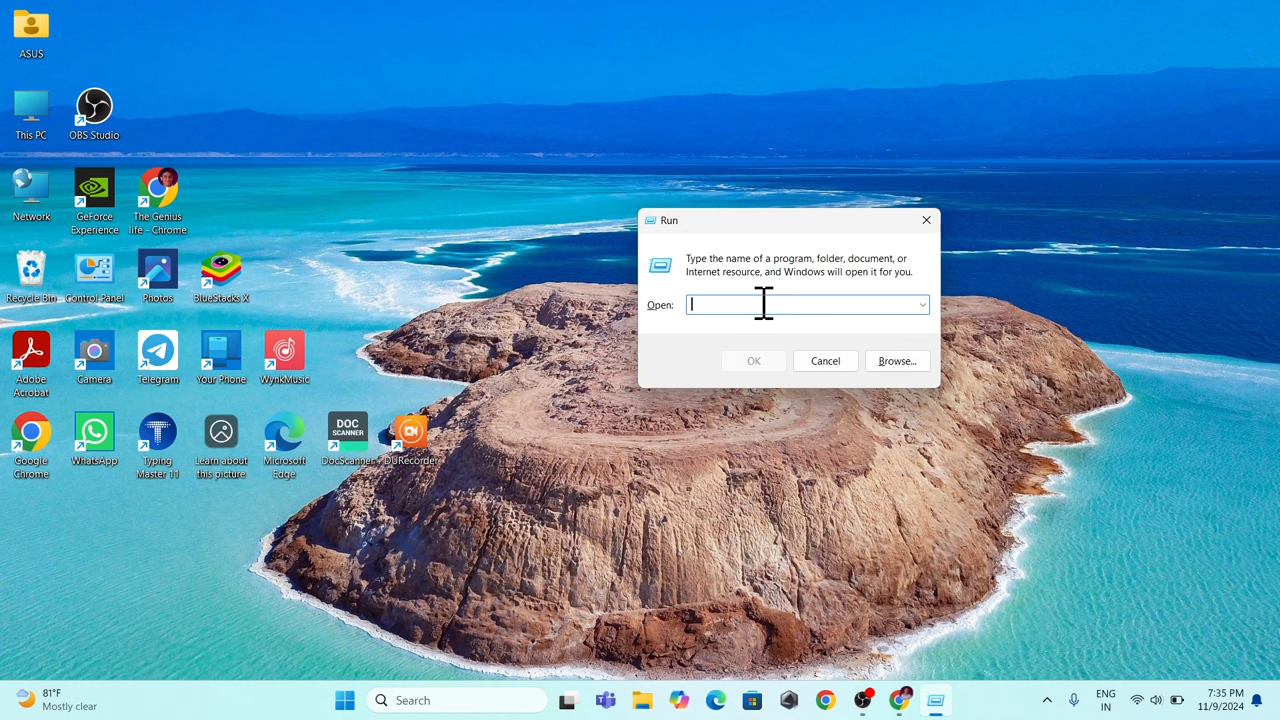 ASUS
This PC
OBS Studio
Network
GeForce
Experience
The Genius
life - Chrome
Recycle Bin
Control Panel
Photos
BlueStacks X
Adobe
Acrobat
Camera
Telegram
Your Phone
WynkMusic
Google
Chrome
WhatsApp
Typing
Master 11
Learn about
this picture
Microsoft
Edge
DOC
SCANNER
DocScanner...
DURecorder
Run
Type the name of a program, folder, document, or
Internet resource, and Windows will open it for you.
Open:
OK
Cancel
Browse...
81°F
Mostly clear
Search
ENG
IN
7:35 PM
11/9/2024